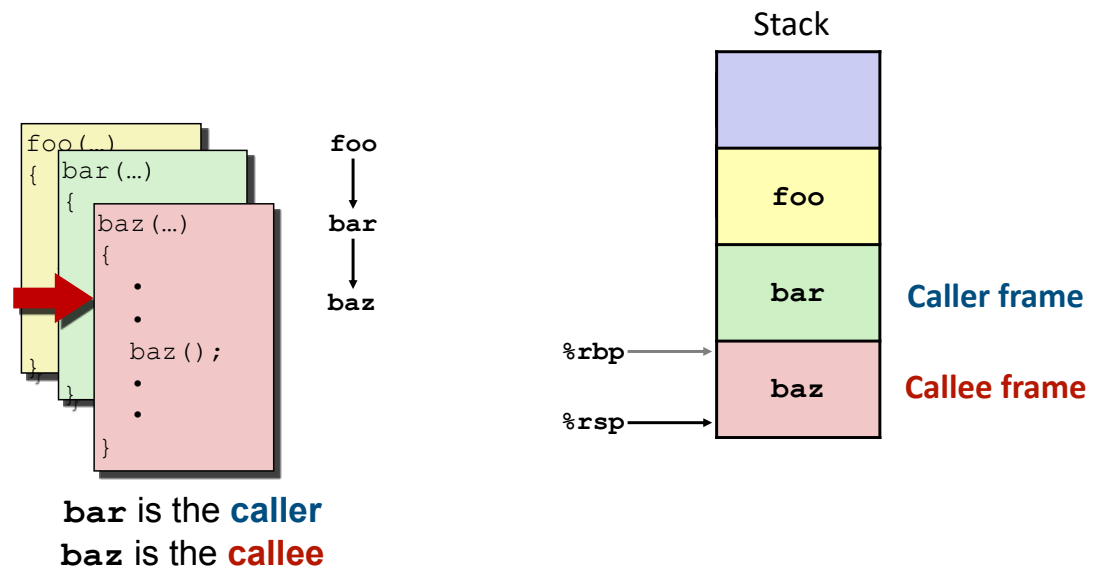 Stack
foo(…)
{
bar(…)
{
baz(…)
{
•
•
baz();
•
•
}
}
}
foo
bar
baz
foo
bar
baz
%rbp
%rsp
Caller frame
Callee frame
bar is the caller
baz is the callee